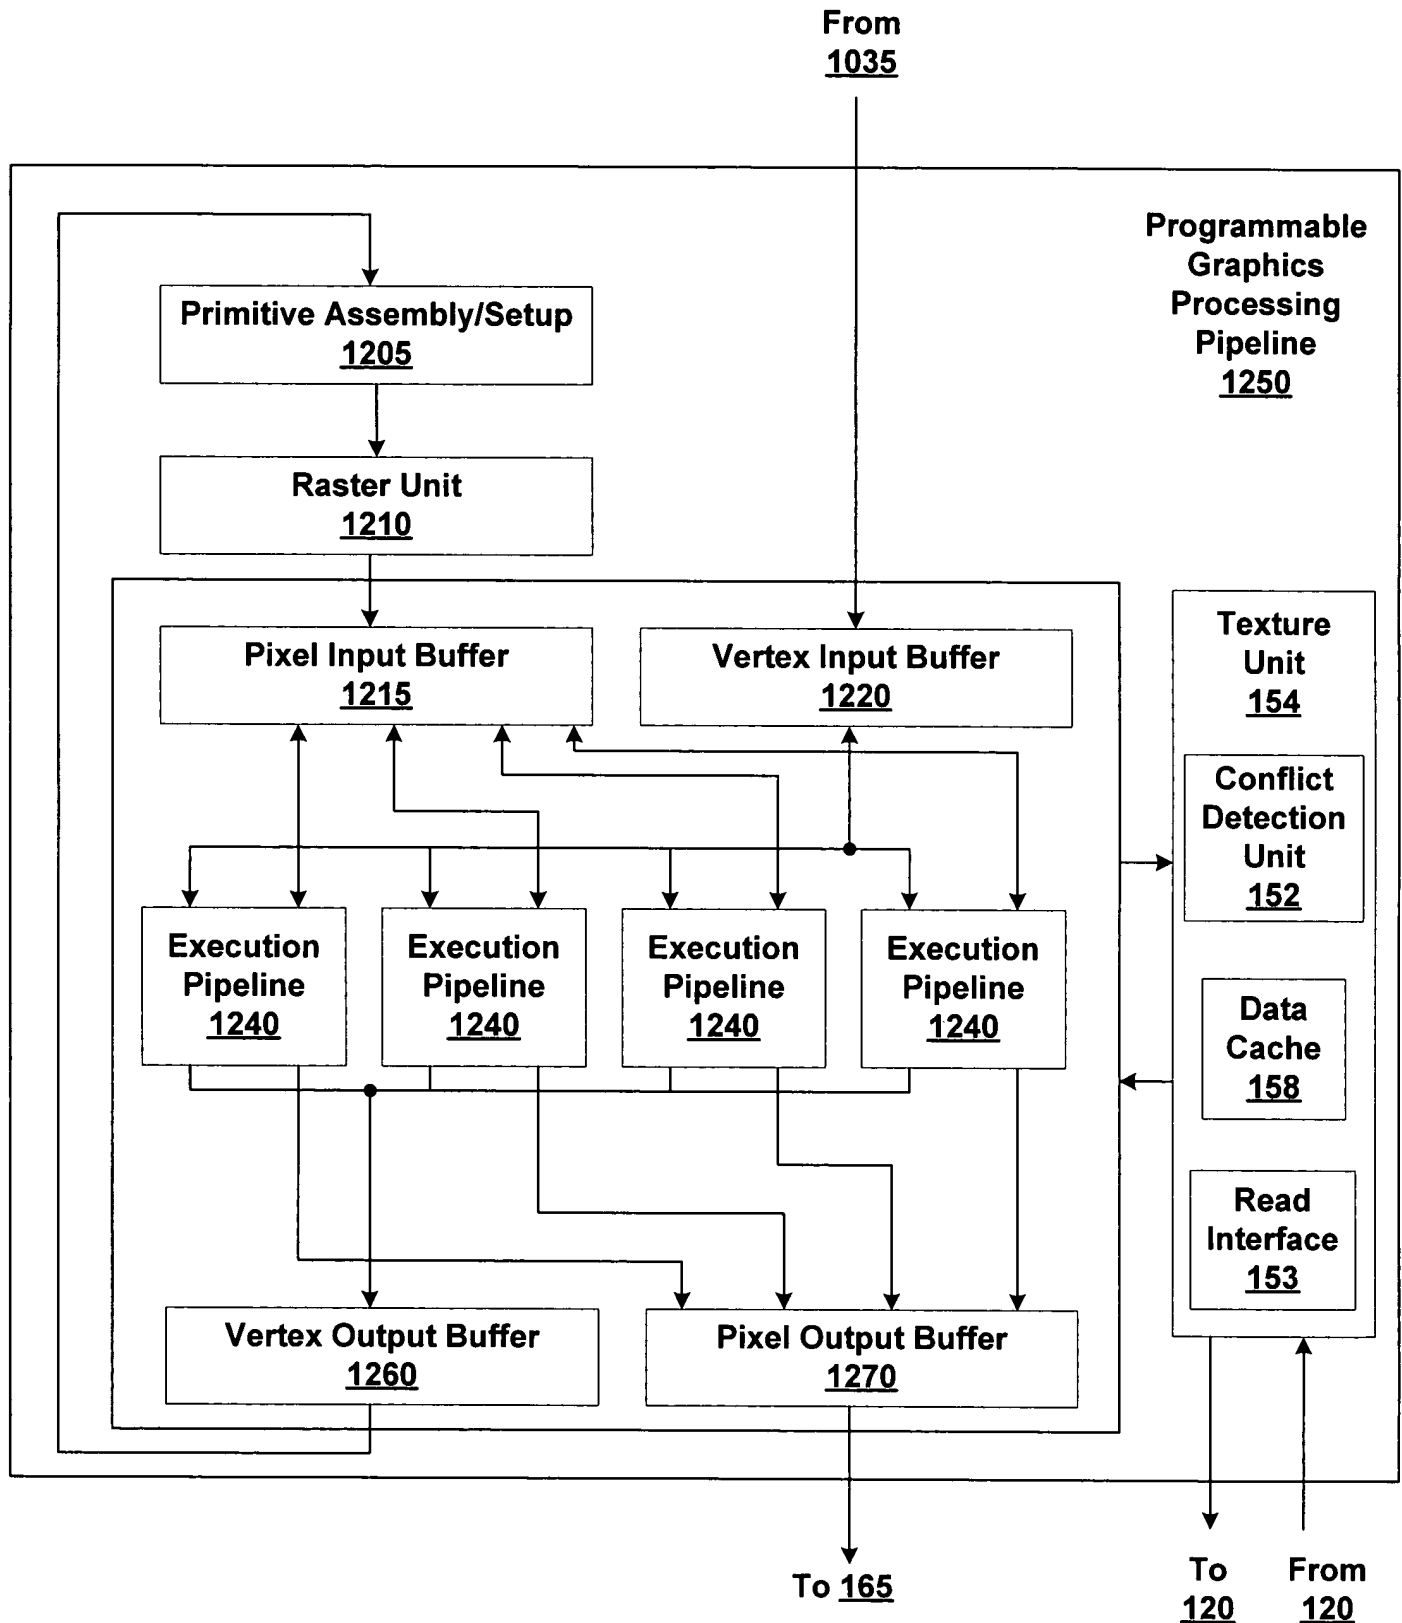 From
1035
Programmable
Graphics
Processing
Pipeline
1250
Primitive Assembly/Setup
1205
Raster Unit
1210
Pixel Input Buffer
1215
Vertex Input Buffer
1220
Texture
Unit
154
Conflict
Detection
Unit
152
Execution
Pipeline
1240
Execution
Pipeline
1240
Execution
Pipeline
1240
Execution
Pipeline
1240
Data
Cache
158
Read
Interface
153
Vertex Output Buffer
1260
Pixel Output Buffer
1270
To 165
To
120
From
120